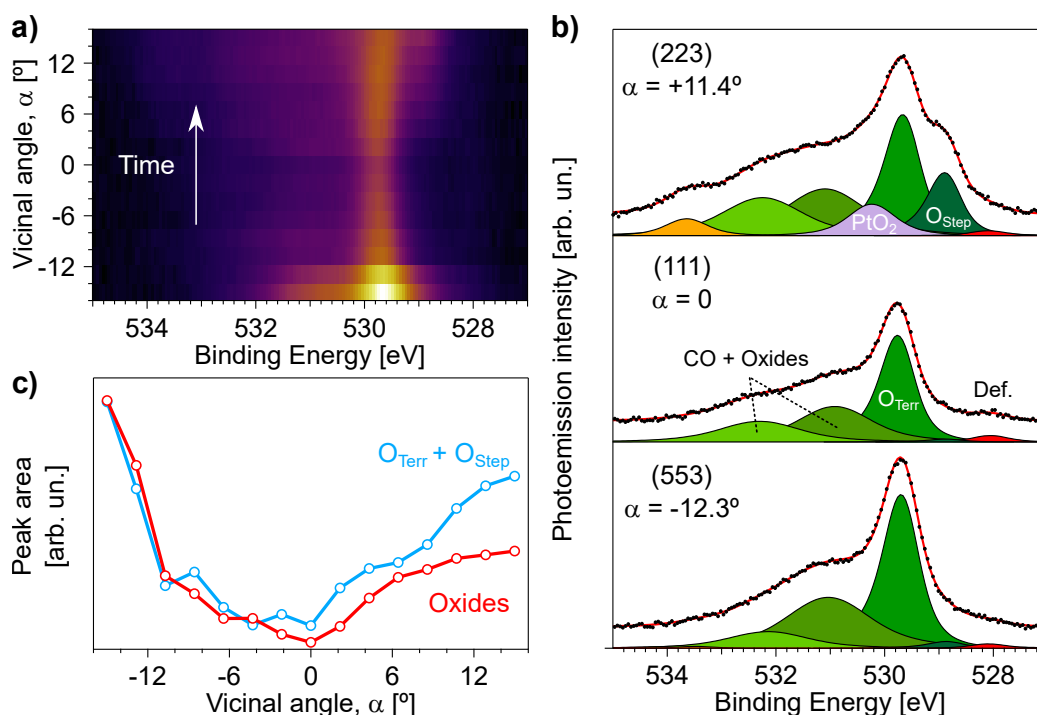 a)
Vicinal angle, α [º]
12
6
0
-6
-12
Time
534
532
530
528
Binding Energy [eV]
b)
Photoemission intensity [arb. un.]
(223)
α = +11.4º
PtO2
OStep
(111)
α = 0
CO + Oxides
OTerr
Def.
(553)
α = -12.3º
534
532
530
528
Binding Energy [eV]
c)
Peak area
[arb. un.]
OTerr + OStep
Oxides
-12
-6
0
6
12
Vicinal angle, α [º]